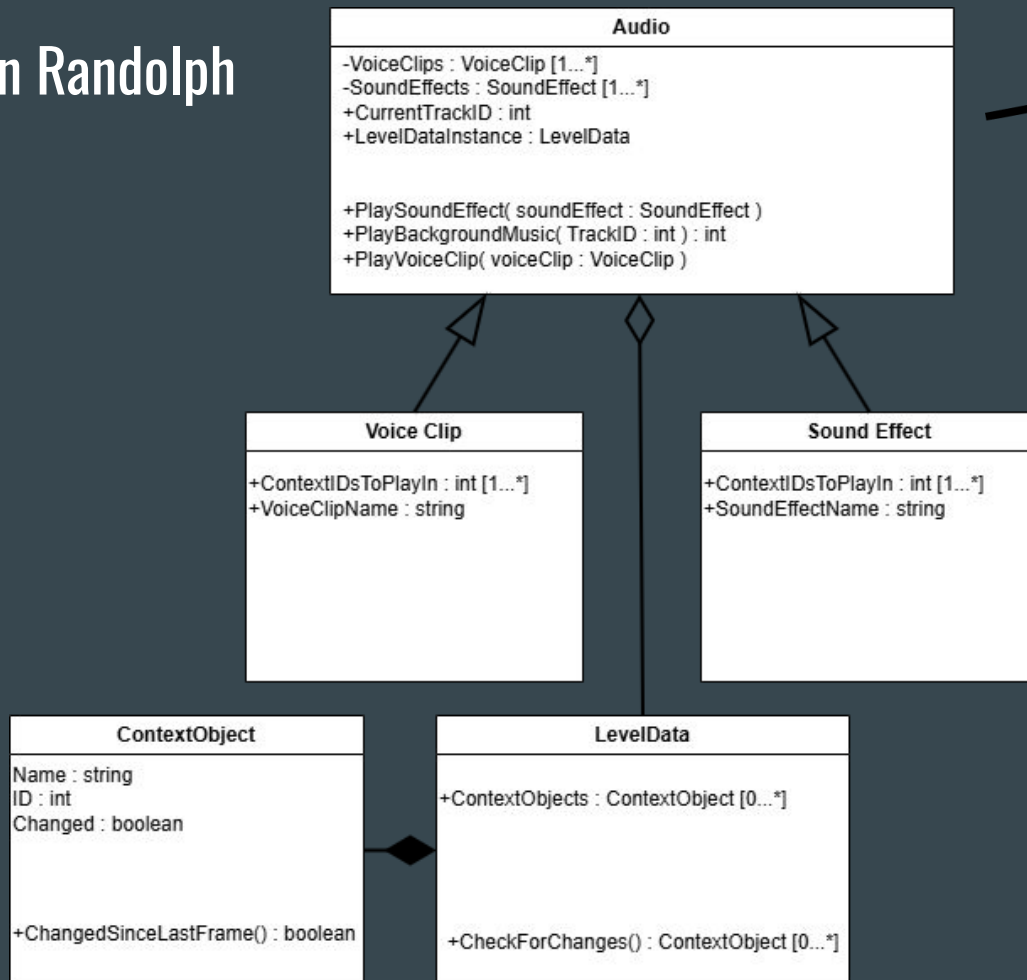 n Randolph
Audio
-VoiceClips : VoiceClip [1...*]
-SoundEffects : SoundEffect [1...*]
+CurrentTrackID : int
+LevelDataInstance : LevelData
+PlaySoundEffect( soundEffect : SoundEffect )
+PlayBackgroundMusic( TrackID : int ) : int
+PlayVoiceClip( voiceClip : VoiceClip )
Voice Clip
+ContextIDsToPlayIn : int [1...*]
+VoiceClipName : string
Sound Effect
+ContextIDsToPlayIn : int [1...*]
+SoundEffectName : string
ContextObject
Name : string
ID : int
Changed : boolean
+ChangedSinceLastFrame() : boolean
LevelData
+ContextObjects : ContextObject [0...*]
+CheckForChanges() : ContextObject [0...*]